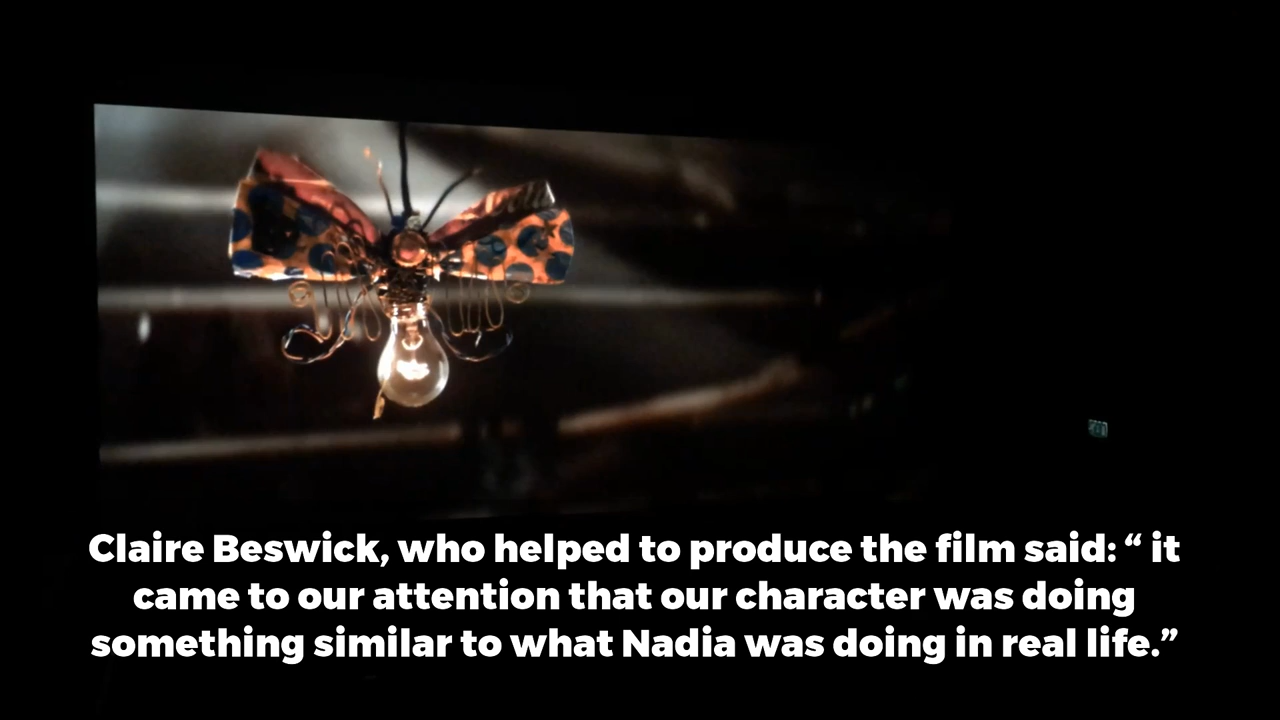 Claire Beswick, who helped to produce the film said: “ it
came to our attention that our character was doing
something similar to what Nadia was doing in real life.”